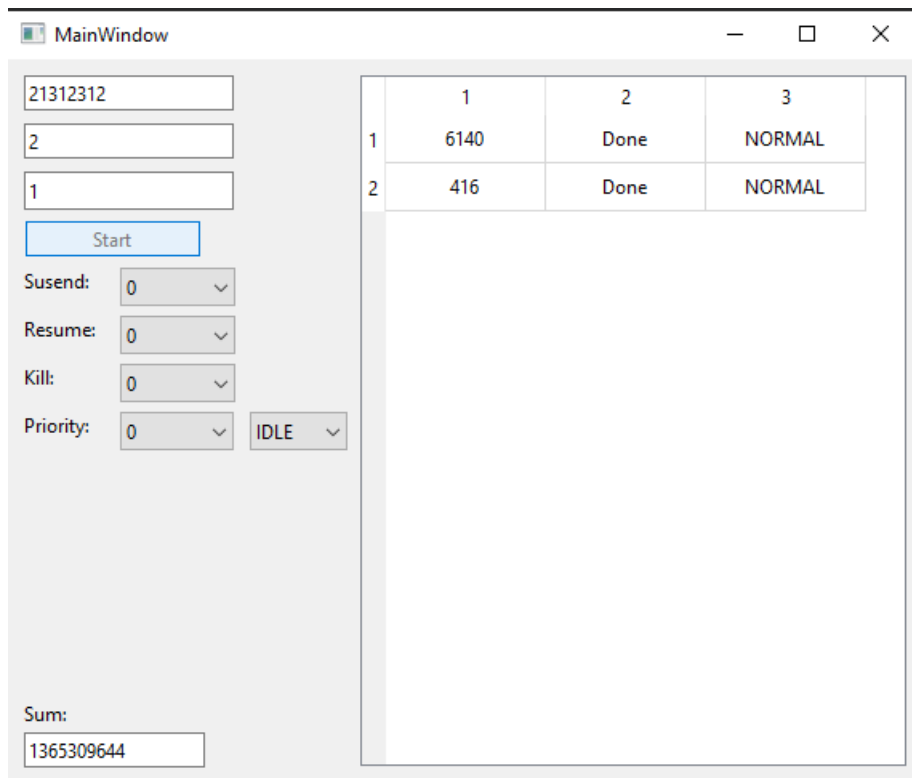 MainWindow
21312312
2
1
Start
Susend: 0
Resume: 0
Kill: 0
Priority: 0 IDLE
Sum:
1365309644
1 2 3
1 6140 Done NORMAL
2 416 Done NORMAL